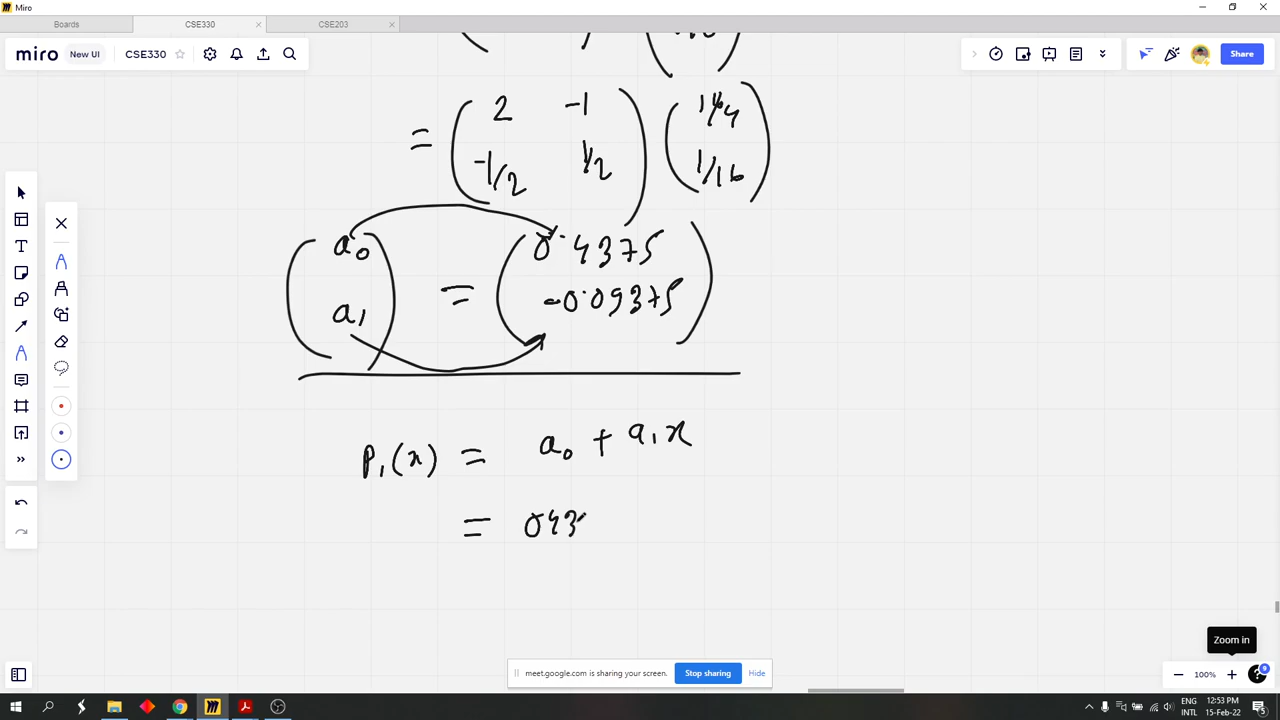 Miro
Boards CSE330 CSE203
miro New UI CSE330 Share
= ( 2 -1 ) ( 1/4 )
( -1/2 1/2 ) ( 1/16 )
( a₀ ) = ( 0.4375 )
( a₁ ) ( -0.09375 )
P₁(x) = a₀ + a₁x
= 043
Zoom in
meet.google.com is sharing your screen. Stop sharing Hide
100%
ENG 12:53 PM
INTL 15-Feb-22